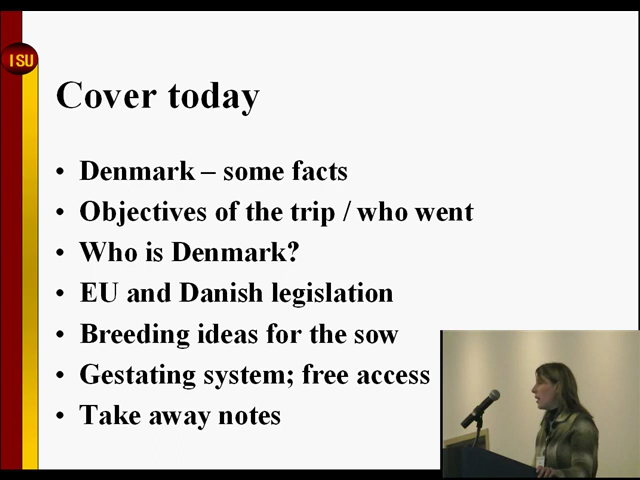 ISU
Cover today
• Denmark – some facts
• Objectives of the trip / who went
• Who is Denmark?
• EU and Danish legislation
• Breeding ideas for the sow
• Gestating system; free access
• Take away notes